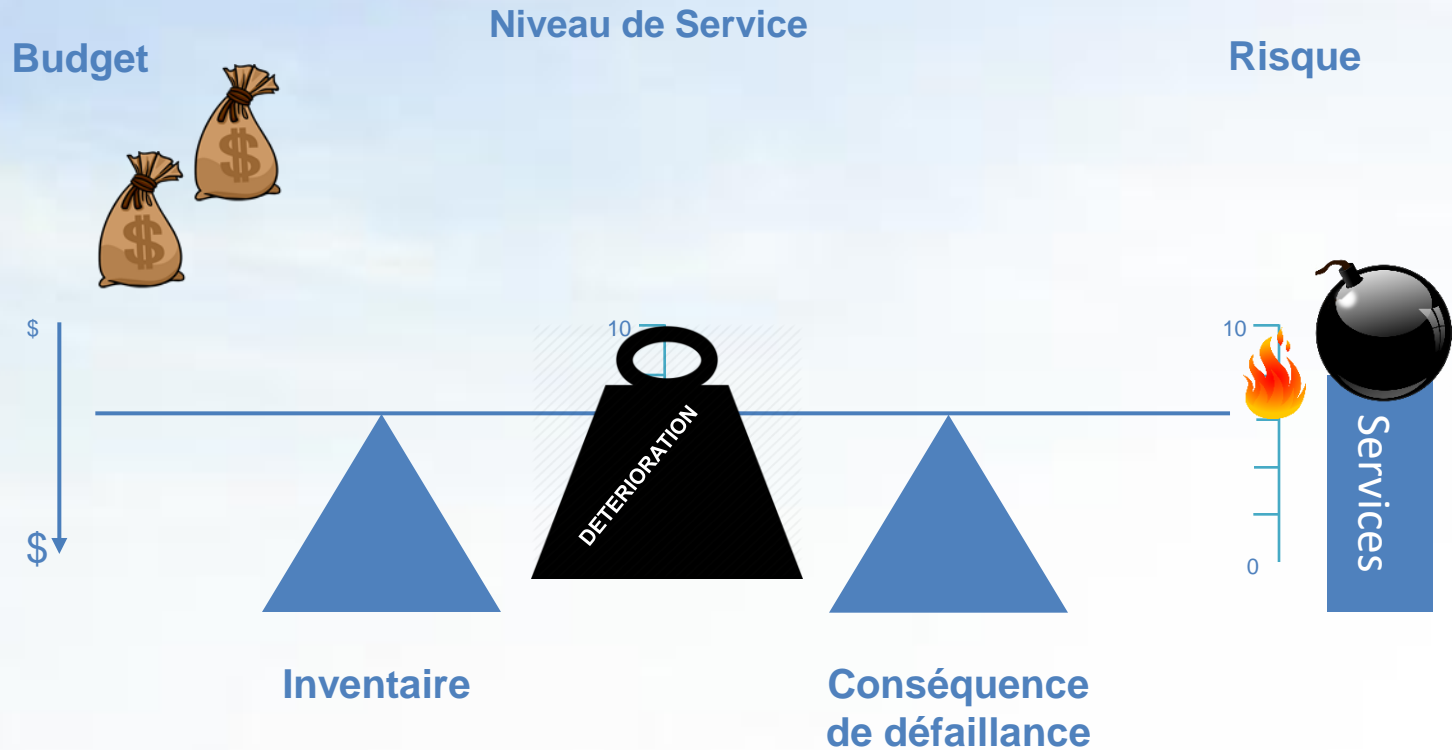 Niveau de Service
Budget
Risque
$
$
$
10
10
DETERIORATION
Services
$
0
Inventaire
Conséquence
de défaillance